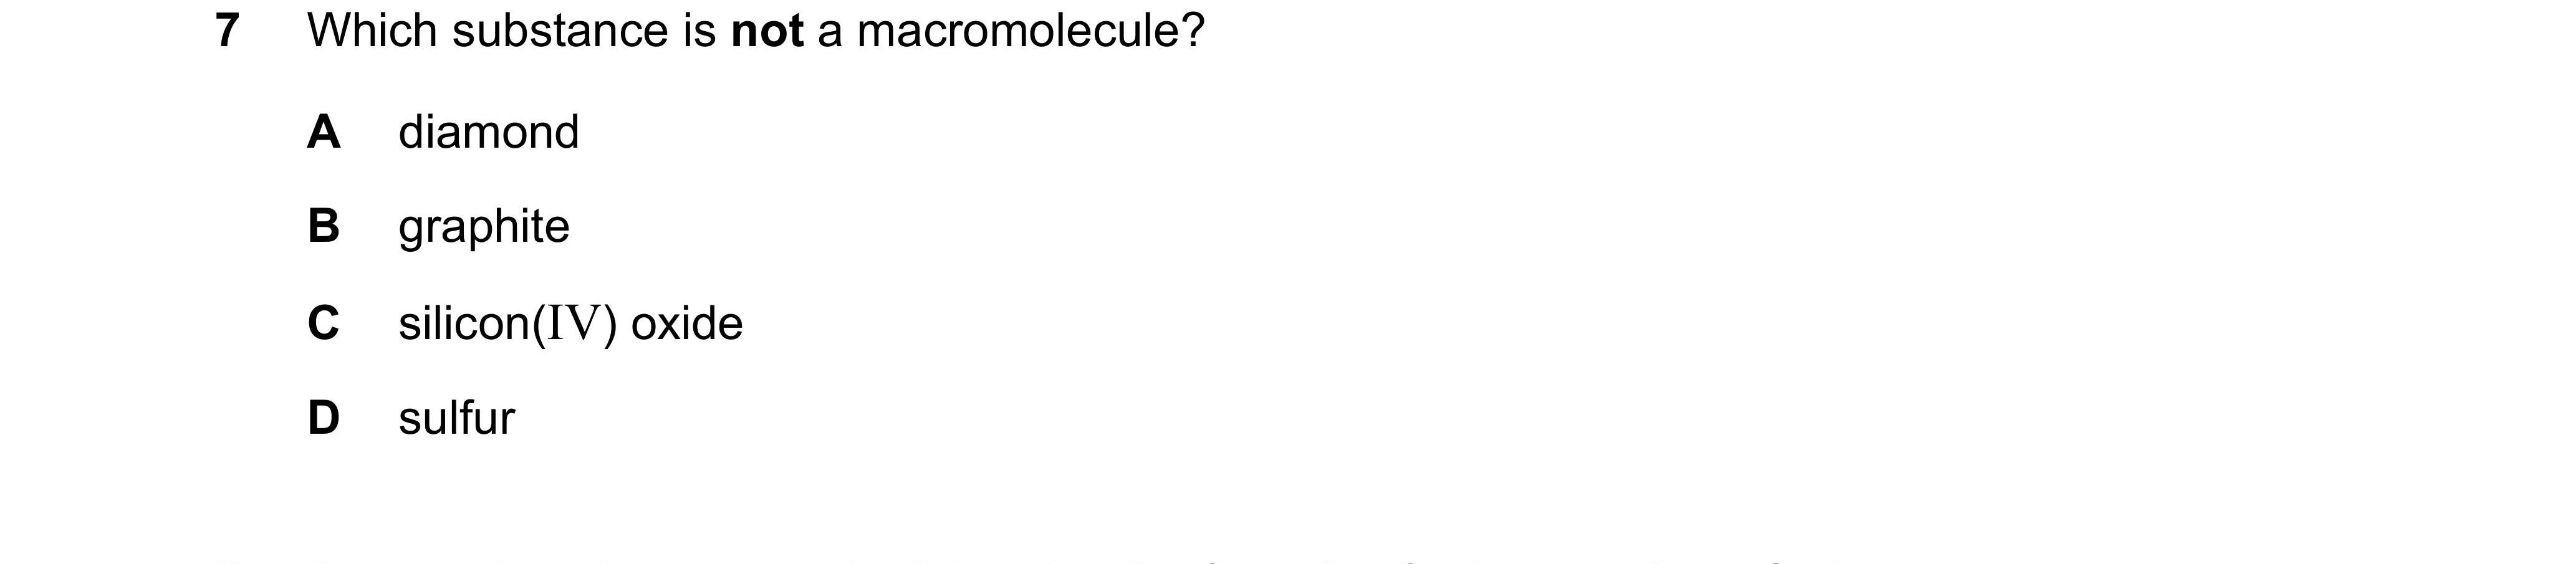 7 Which substance is not a macromolecule?
A diamond
B graphite
C silicon(IV) oxide
D sulfur